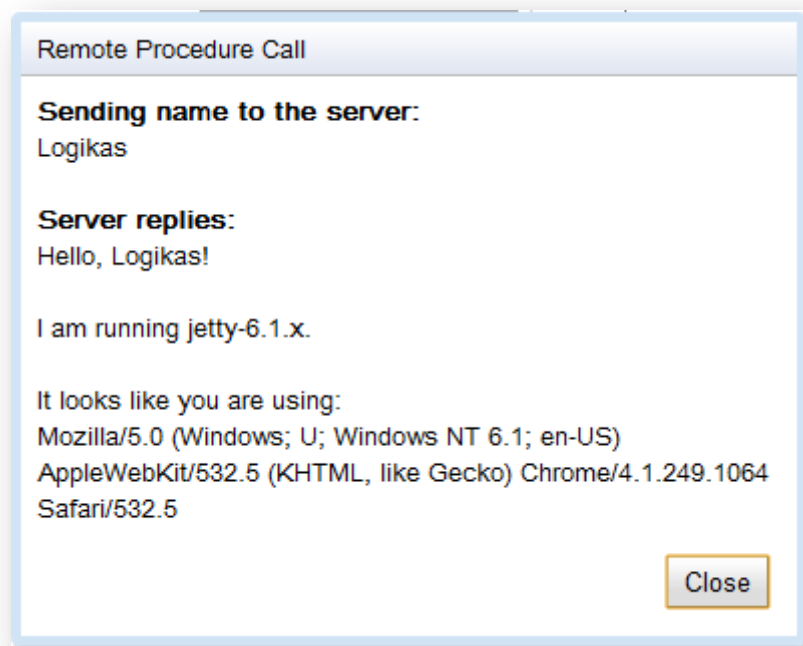 Remote Procedure Call
Sending name to the server:
Logikas
Server replies:
Hello, Logikas!
I am running jetty-6.1.x.
It looks like you are using:
Mozilla/5.0 (Windows; U; Windows NT 6.1; en-US)
AppleWebKit/532.5 (KHTML, like Gecko) Chrome/4.1.249.1064
Safari/532.5
Close